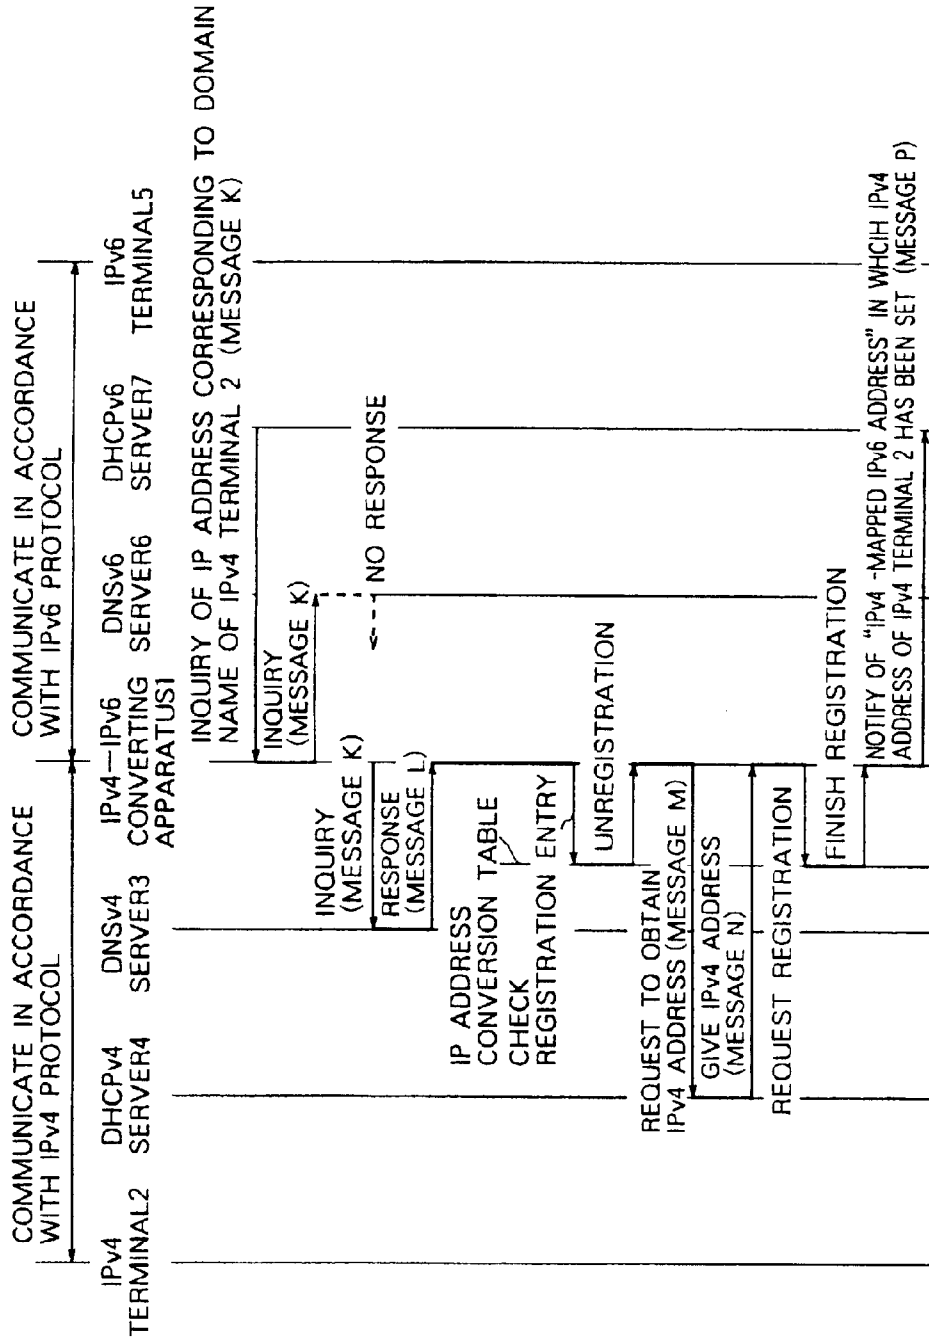 COMMUNICATE IN ACCORDANCE
WITH IPv4 PROTOCOL
COMMUNICATE IN ACCORDANCE
WITH IPv6 PROTOCOL
IPv4
TERMINAL2
DHCPv4
SERVER4
DNSv4
SERVER3
IPv4—IPv6
CONVERTING
APPARATUS1
DNSv6
SERVER6
DHCPv6
SERVER7
IPv6
TERMINAL5
INQUIRY OF IP ADDRESS CORRESPONDING TO DOMAIN
NAME OF IPv4 TERMINAL 2 (MESSAGE K)
INQUIRY
(MESSAGE K)
NO RESPONSE
INQUIRY
(MESSAGE K)
RESPONSE
(MESSAGE L)
IP ADDRESS
CONVERSION TABLE
CHECK
REGISTRATION ENTRY
UNREGISTRATION
REQUEST TO OBTAIN
IPv4 ADDRESS (MESSAGE M)
GIVE IPv4 ADDRESS
(MESSAGE N)
REQUEST REGISTRATION
FINISH REGISTRATION
NOTIFY OF "IPv4 -MAPPED IPv6 ADDRESS" IN WHCIH IPv4
ADDRESS OF IPv4 TERMINAL 2 HAS BEEN SET (MESSAGE P)